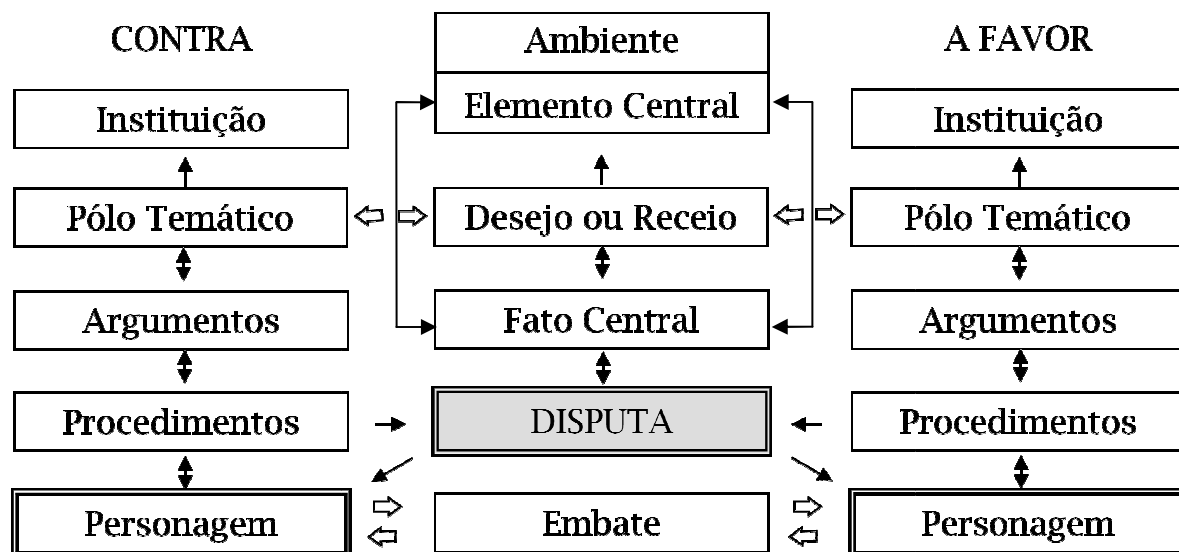 CONTRA
Ambiente
A FAVOR
Instituição
Elemento Central
Instituição
Pólo Temático
Desejo ou Receio
Pólo Temático
Argumentos
Fato Central
Argumentos
Procedimentos
DISPUTA
Procedimentos
Personagem
Embate
Personagem